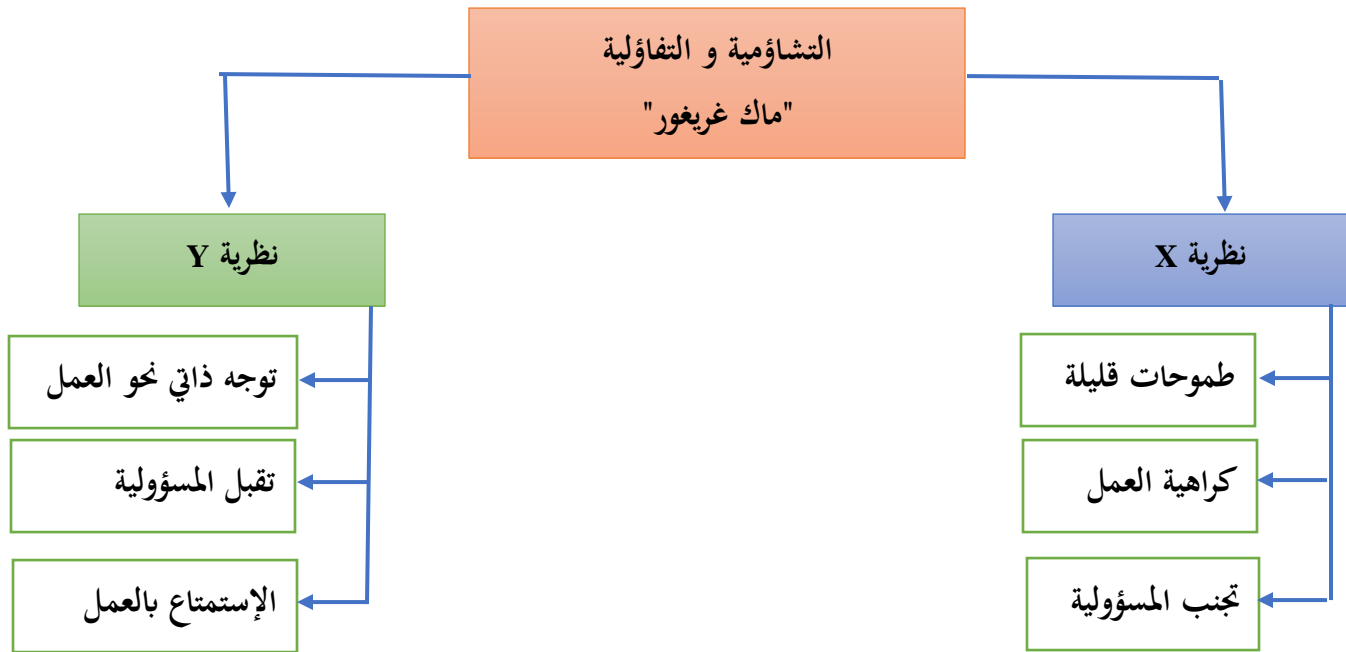 التشاؤمية و التفاؤلية
"ماك غريغور"
نظرية X
نظرية Y
طموحات قليلة
توجه ذاتي نحو العمل
كراهية العمل
تقبل المسؤولية
تجنب المسؤولية
الإستمتاع بالعمل